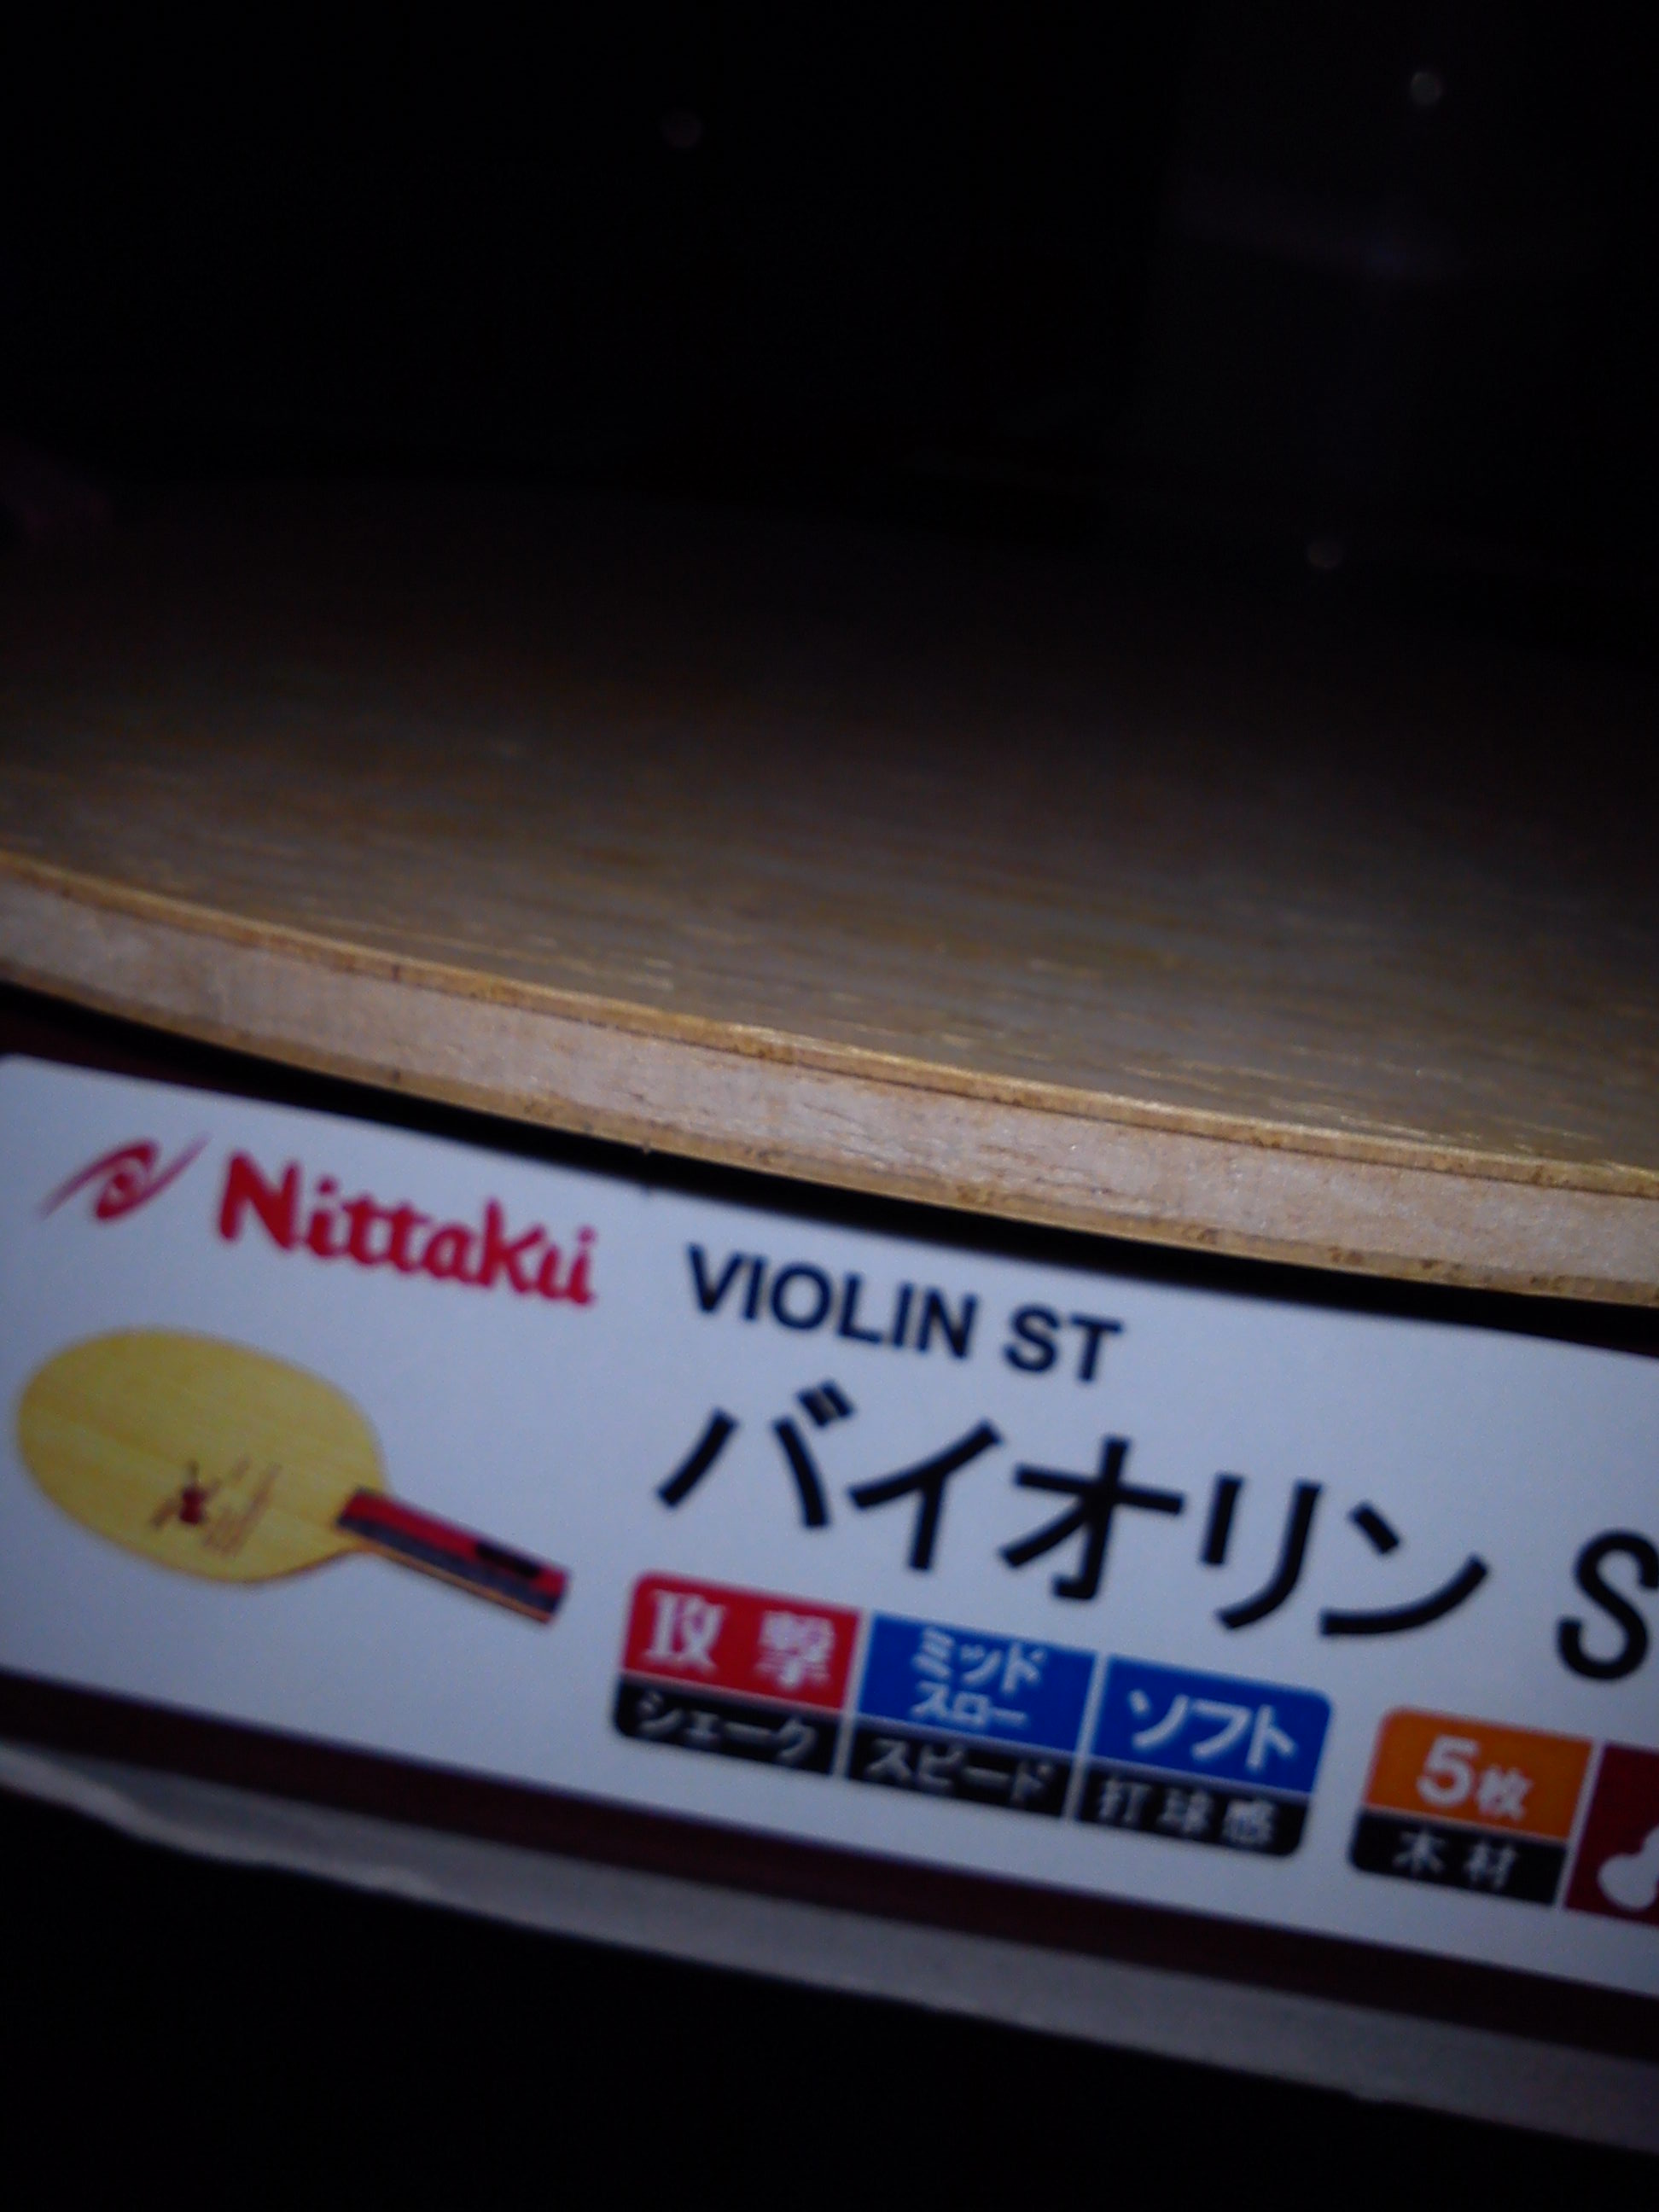 Nittaku
VIOLIN ST
バイオリン S
攻撃 ミッドスロー ソフト 5枚
シェーク スピード 打球感 木材